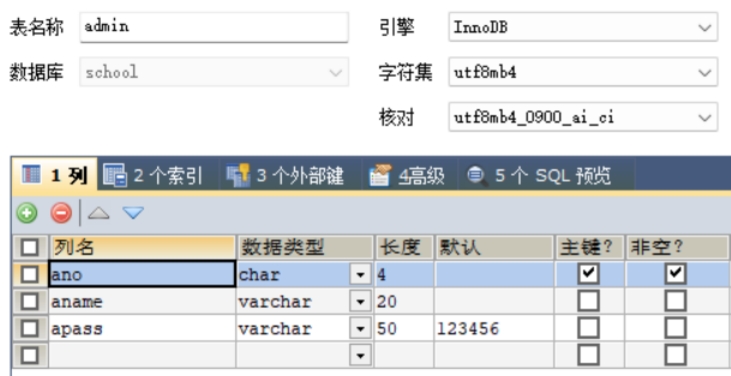 表名称 admin 引擎 InnoDB
数据库 school 字符集 utf8mb4
核对 utf8mb4_0900_ai_ci
1 列 2 个索引 3 个外部键 4高级 5 个 SQL 预览
列名 数据类型 长度 默认 主键? 非空?
ano char 4
aname varchar 20
apass varchar 50 123456